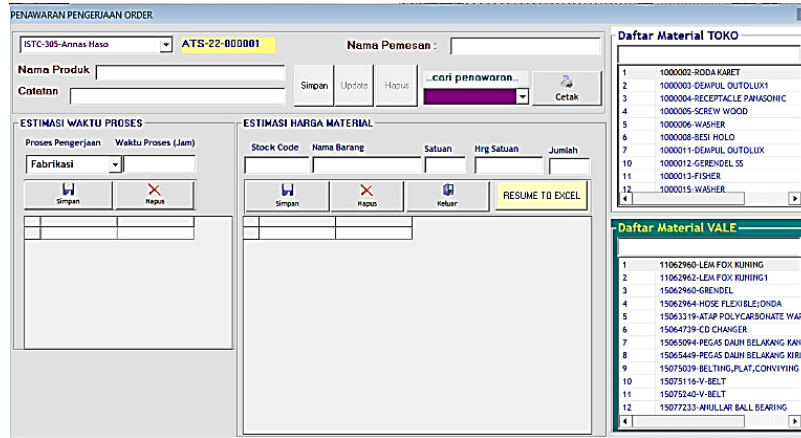 PENAWARAN PENGERJAAN ORDER
ISTC-305-Annas Haso
ATS-22-000001
Nama Pemesan :
Nama Produk
Catatan
Simpan
Update
Hapus
..cari penawaran..
Cetak
ESTIMASI WAKTU PROSES
Proses Pengerjaan
Waktu Proses (Jam)
Fabrikasi
Simpan
Hapus
ESTIMASI HARGA MATERIAL
Stock Code
Nama Barang
Satuan
Hrg Satuan
Jumlah
Simpan
Hapus
Keluar
RESUME TO EXCEL
Daftar Material TOKO
1 1000002-RODA KARET
2 1000003-DEMPUL OUTOLUX1
3 1000004-RECEPTACLE PANASONIC
4 1000005-SCREW WOOD
5 1000006-WASHER
6 1000008-BESI HOLO
7 1000011-DEMPUL OUTOLUX
10 1000012-GERENDEL SS
11 1000013-FISHER
12 1000015-WASHER
Daftar Material VALE
1 11062960-LEM FOX KUNING
2 11062962-LEM FOX KUNING1
3 15062960-GRENDEL
4 15062964-HOSE FLEXIBLE;ONDA
5 15063319-ATAP POLYCARBONATE WAR
6 15064739-CD CHANGER
7 15065094-PEGAS DAUN BELAKANG KAN
8 15065449-PEGAS DAUN BELAKANG KIRI
9 15075039-BELTING,PLAT,CONVIYING
10 15075116-V-BELT
11 15075240-V-BELT
12 15077233-ANULLAR BALL BEARING